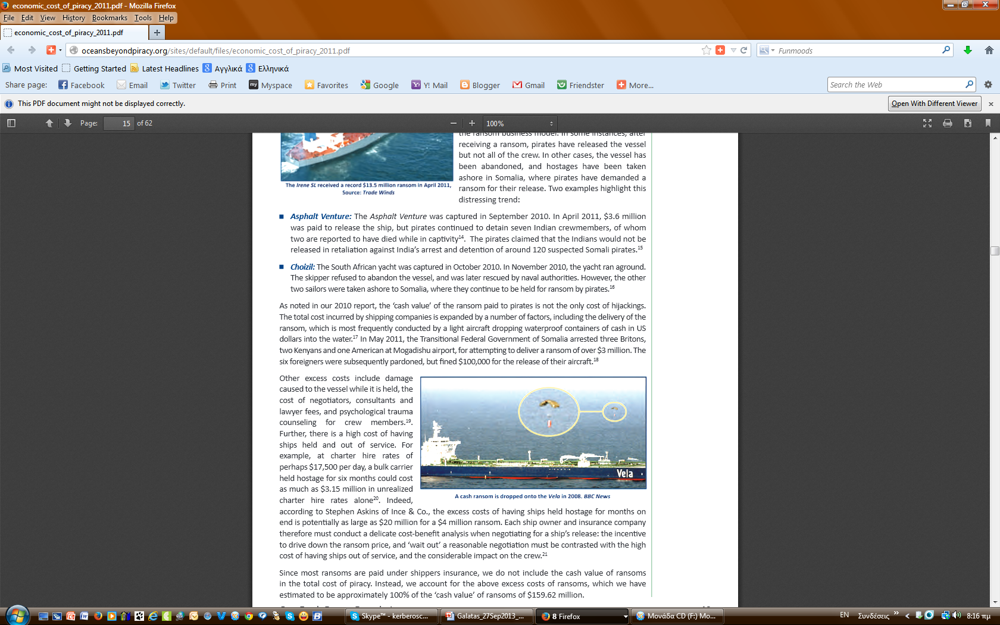 economic_cost_of_piracy_2011.pdf - Mozilla Firefox
File Edit View History Bookmarks Tools Help
economic_cost_of_piracy_2011.pdf
oceansbeyondpiracy.org/sites/default/files/economic_cost_of_piracy_2011.pdf
Funmoods
Most Visited Getting Started Latest Headlines Αγγλικά Ελληνικά
Share page: Facebook Email Twitter Print Myspace Favorites Google Y! Mail Blogger Gmail Friendster More...
Search the Web
This PDF document might not be displayed correctly.
Open With Different Viewer
Page: 15 of 62
100%
the ransom business model. In some instances, after
receiving a ransom, pirates have released the vessel
but not all of the crew. In other cases, the vessel has
been abandoned, and hostages have been taken
ashore in Somalia, where pirates have demanded a
ransom for their release. Two examples highlight this
distressing trend:
The Irene SL received a record $13.5 million ransom in April 2011,
Source: Trade Winds
Asphalt Venture: The Asphalt Venture was captured in September 2010. In April 2011, $3.6 million
was paid to release the ship, but pirates continued to detain seven Indian crewmembers, of whom
two are reported to have died while in captivity14. The pirates claimed that the Indians would not be
released in retaliation against India's arrest and detention of around 120 suspected Somali pirates.15
Choizil: The South African yacht was captured in October 2010. In November 2010, the yacht ran aground.
The skipper refused to abandon the vessel, and was later rescued by naval authorities. However, the other
two sailors were taken ashore to Somalia, where they continue to be held for ransom by pirates.16
As noted in our 2010 report, the 'cash value' of the ransom paid to pirates is not the only cost of hijackings.
The total cost incurred by shipping companies is expanded by a number of factors, including the delivery of the
ransom, which is most frequently conducted by a light aircraft dropping waterproof containers of cash in US
dollars into the water.17 In May 2011, the Transitional Federal Government of Somalia arrested three Britons,
two Kenyans and one American at Mogadishu airport, for attempting to deliver a ransom of over $3 million. The
six foreigners were subsequently pardoned, but fined $100,000 for the release of their aircraft.18
Other excess costs include damage
caused to the vessel while it is held, the
cost of negotiators, consultants and
lawyer fees, and psychological trauma
counseling for crew members.19.
Further, there is a high cost of having
ships held and out of service. For
example, at charter hire rates of
perhaps $17,500 per day, a bulk carrier
held hostage for six months could cost
as much as $3.15 million in unrealized
charter hire rates alone20. Indeed,
Vela
A cash ransom is dropped onto the Vela in 2008. BBC News
according to Stephen Askins of Ince & Co., the excess costs of having ships held hostage for months on
end is potentially as large as $20 million for a $4 million ransom. Each ship owner and insurance company
therefore must conduct a delicate cost-benefit analysis when negotiating for a ship's release: the incentive
to drive down the ransom price, and 'wait out' a reasonable negotiation must be contrasted with the high
cost of having ships out of service, and the considerable impact on the crew.21
Since most ransoms are paid under shippers insurance, we do not include the cash value of ransoms
in the total cost of piracy. Instead, we account for the above excess costs of ransoms, which we have
estimated to be approximately 100% of the 'cash value' of ransoms of $159.62 million.
Skype™ - kerberosc... Galatas_27Sep2013_... 8 Firefox Μονάδα CD (F:) Mo... EN Συνδέσεις 8:16 πμ